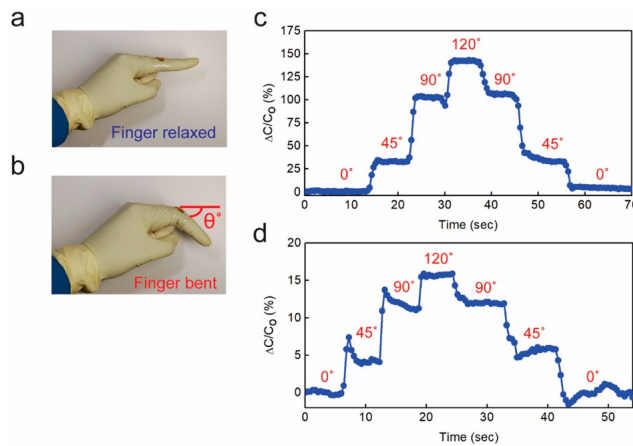 a
Finger relaxed
b
θ°
Finger bent
c
ΔC/C₀ (%)
175
150
125
100
75
50
25
0
0°
45°
90°
120°
90°
45°
0°
0 10 20 30 40 50 60 70
Time (sec)
d
ΔC/C₀ (%)
20
15
10
5
0
0°
45°
90°
120°
90°
45°
0°
0 10 20 30 40 50
Time (sec)